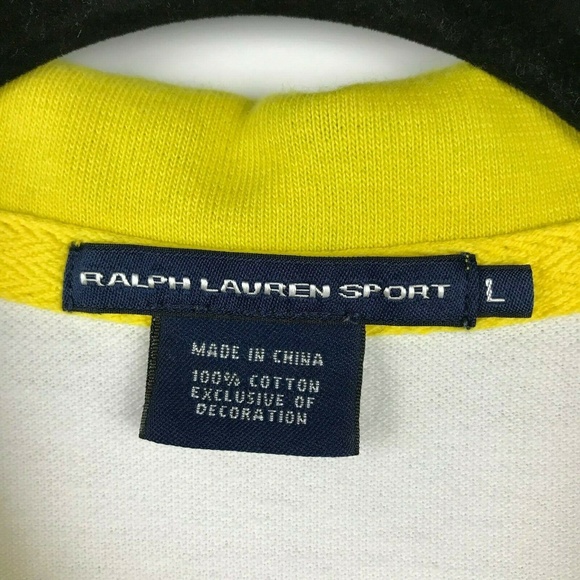 RALPH LAUREN SPORT L
MADE IN CHINA
100% COTTON
EXCLUSIVE OF
DECORATION